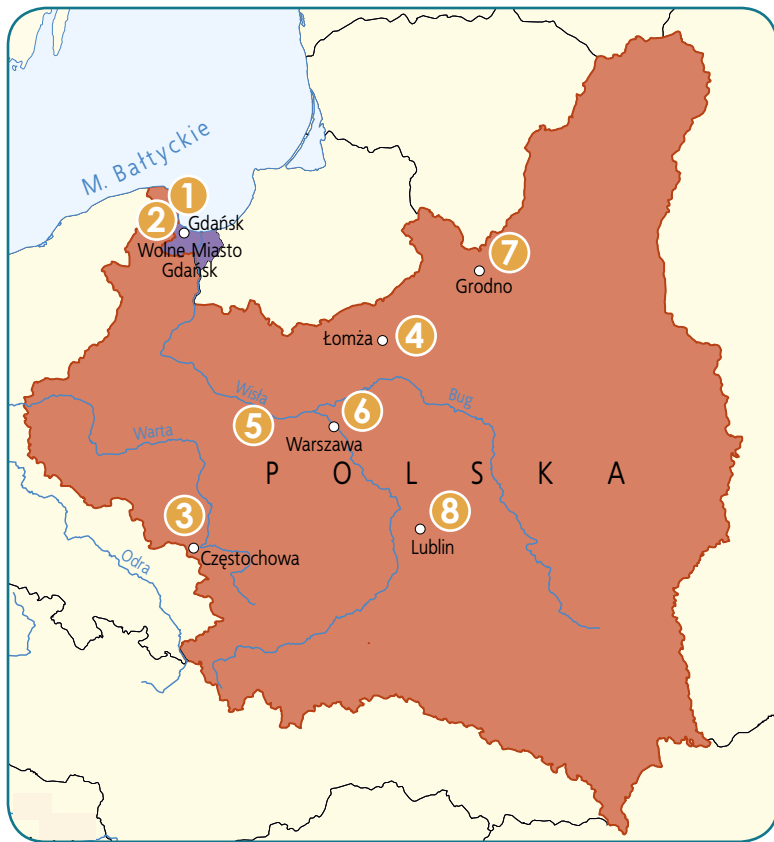 M. Bałtyckie
1
2
Gdańsk
Wolne Miasto
Gdańsk
7
Grodno
Łomża
4
Wisła
Bug
5
6
Warta
Warszawa
POLSKA
3
8
Odra
Częstochowa
Lublin